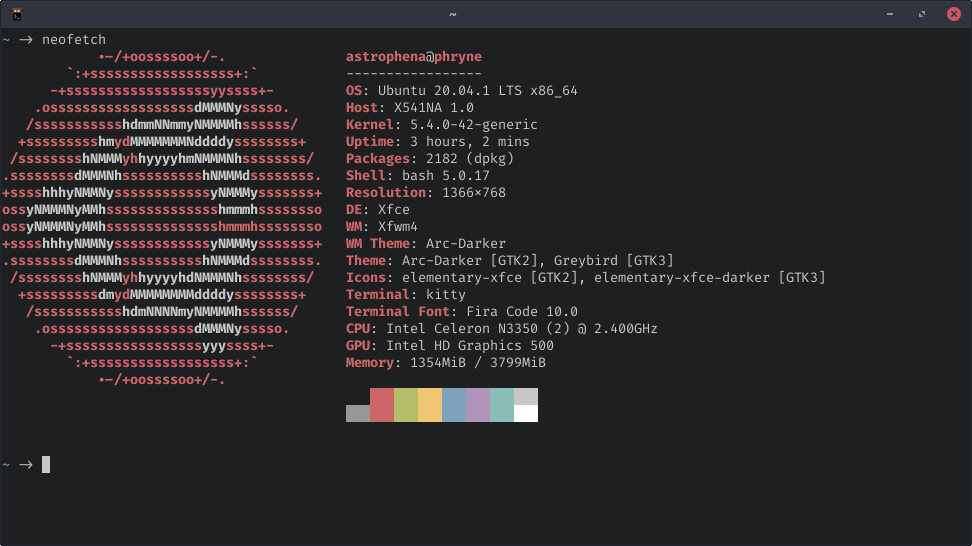 ~
~ → neofetch
•—/+oossssoo+/-.
`:+ssssssssssssssssss+:`
-+ssssssssssssssssssyyssss+-
.ossssssssssssssssssdMMMNysssso.
/ssssssssssshdmmNNmmyNMMMMhssssss/
+ssssssssshmydMMMMMMMNddddyssssssss+
/sssssssshNMMMyhhyyyyhmNMMMNhssssssss/
.ssssssssdMMMNhsssssssssshNMMMdssssssss.
+sssshhhyNMMNyssssssssssssyNMMMysssssss+
ossyNMMMNyMMhsssssssssssssshmmmhssssssso
ossyNMMMNyMMhsssssssssssssshmmmhssssssso
+sssshhhyNMMNyssssssssssssyNMMMysssssss+
.ssssssssdMMMNhsssssssssshNMMMdssssssss.
/sssssssshNMMMyhhyyyyhdNMMMNhssssssss/
+sssssssssdmydMMMMMMMMddddyssssssss+
/ssssssssssshdmNNNNmyNMMMMhssssss/
.ossssssssssssssssssdMMMNysssso.
-+sssssssssssssssssyyyssss+-
`:+ssssssssssssssssss+:`
•—/+oossssoo+/-.
astrophena@phryne
-----------------
OS: Ubuntu 20.04.1 LTS x86_64
Host: X541NA 1.0
Kernel: 5.4.0-42-generic
Uptime: 3 hours, 2 mins
Packages: 2182 (dpkg)
Shell: bash 5.0.17
Resolution: 1366×768
DE: Xfce
WM: Xfwm4
WM Theme: Arc-Darker
Theme: Arc-Darker [GTK2], Greybird [GTK3]
Icons: elementary-xfce [GTK2], elementary-xfce-darker [GTK3]
Terminal: kitty
Terminal Font: Fira Code 10.0
CPU: Intel Celeron N3350 (2) @ 2.400GHz
GPU: Intel HD Graphics 500
Memory: 1354MiB / 3799MiB
~ →